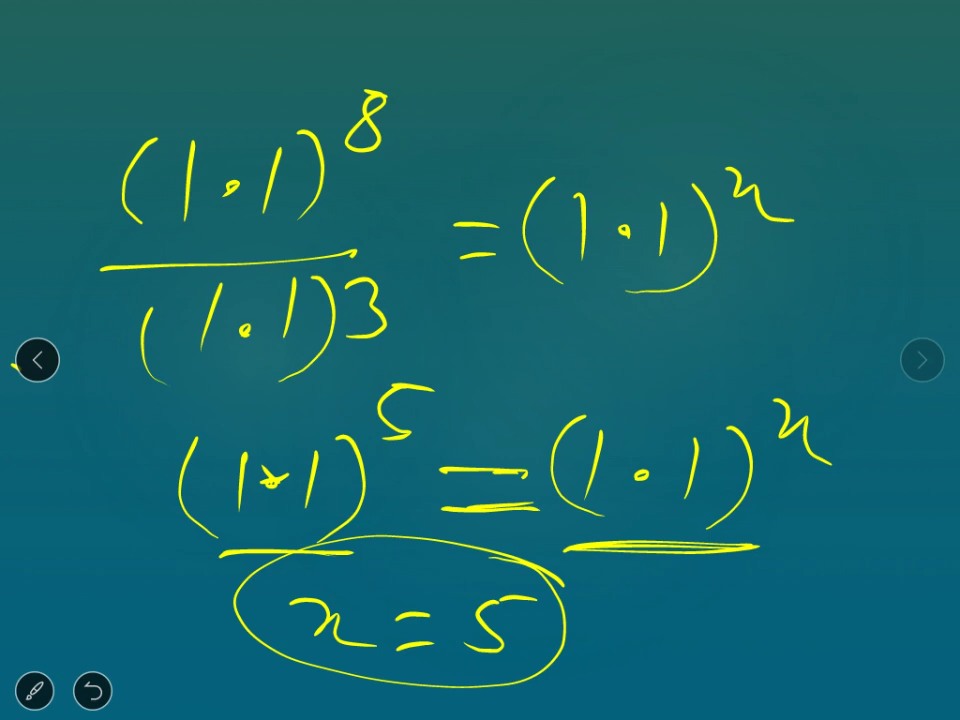 (1.1)^8 / (1.1)^3 = (1.1)^x
(1.1)^5 = (1.1)^x
x = 5